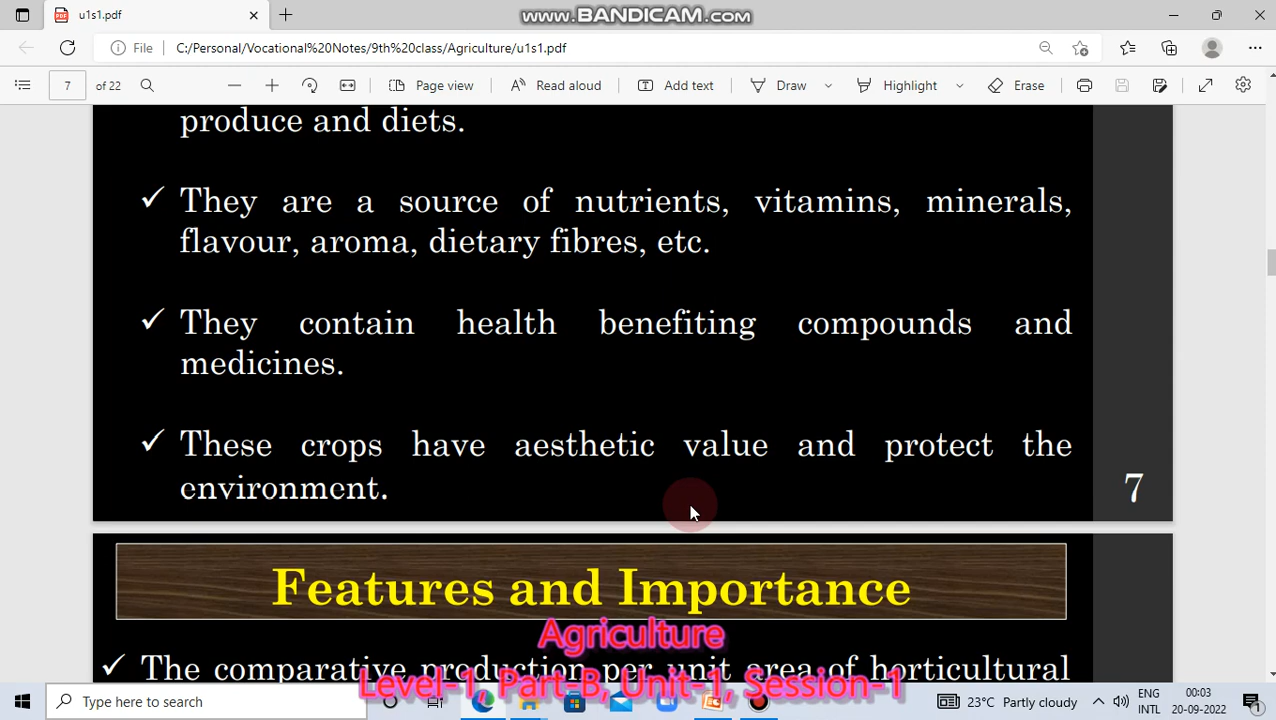 u1s1.pdf
www.BANDICAM.com
File C:/Personal/Vocational%20Notes/9th%20class/Agriculture/u1s1.pdf
7 of 22 Page view Read aloud Add text Draw Highlight Erase
produce and diets.
✓ They are a source of nutrients, vitamins, minerals,
flavour, aroma, dietary fibres, etc.
✓ They contain health benefiting compounds and
medicines.
✓ These crops have aesthetic value and protect the
environment.
7
Features and Importance
Agriculture
✓ The comparative production per unit area of horticultural
Level-1, Part-B, Unit-1, Session-1
Type here to search
23°C Partly cloudy
ENG
INTL
00:03
20-09-2022
1